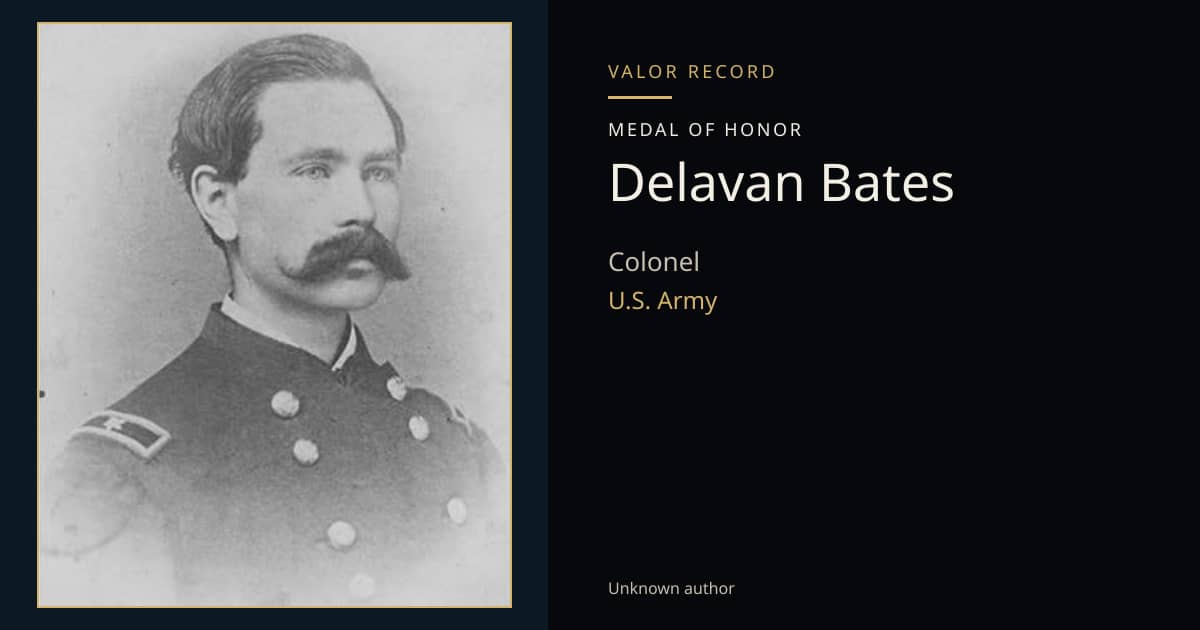 VALOR RECORD
MEDAL OF HONOR
Delavan Bates
Colonel
U.S. Army
Unknown author